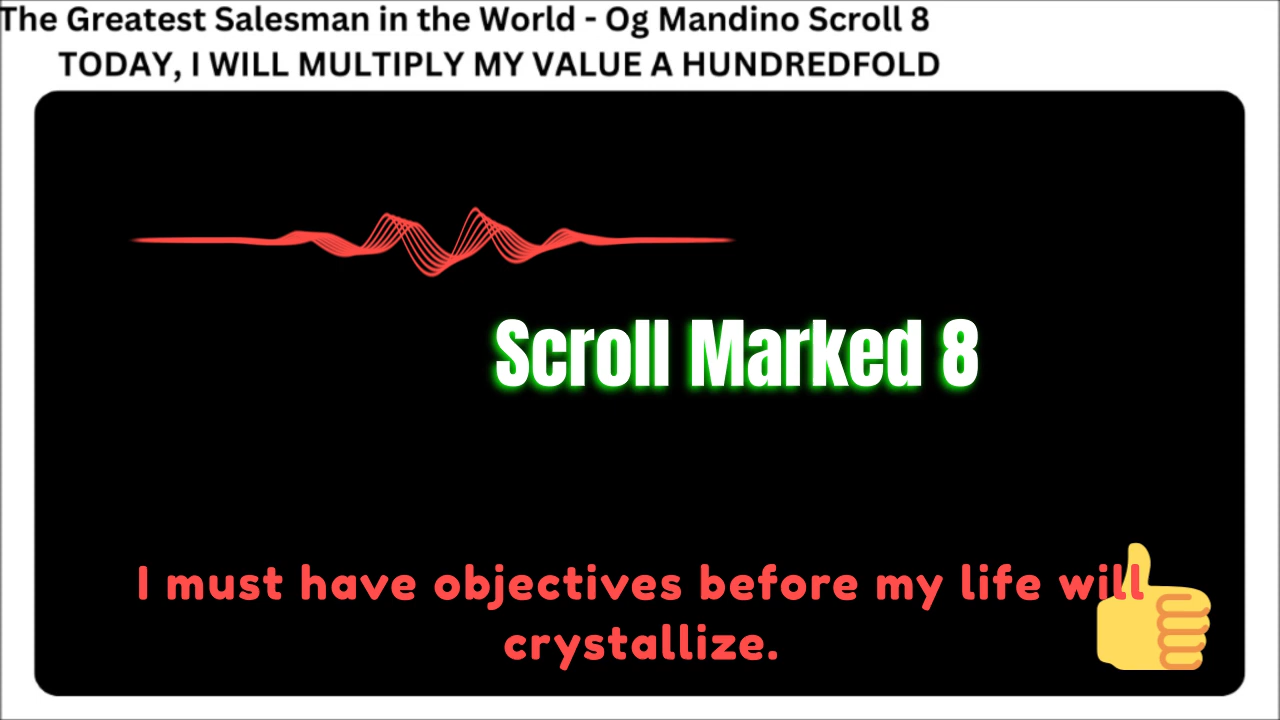 The Greatest Salesman in the World - Og Mandino Scroll 8
TODAY, I WILL MULTIPLY MY VALUE A HUNDREDFOLD
Scroll Marked 8
I must have objectives before my life will
crystallize.